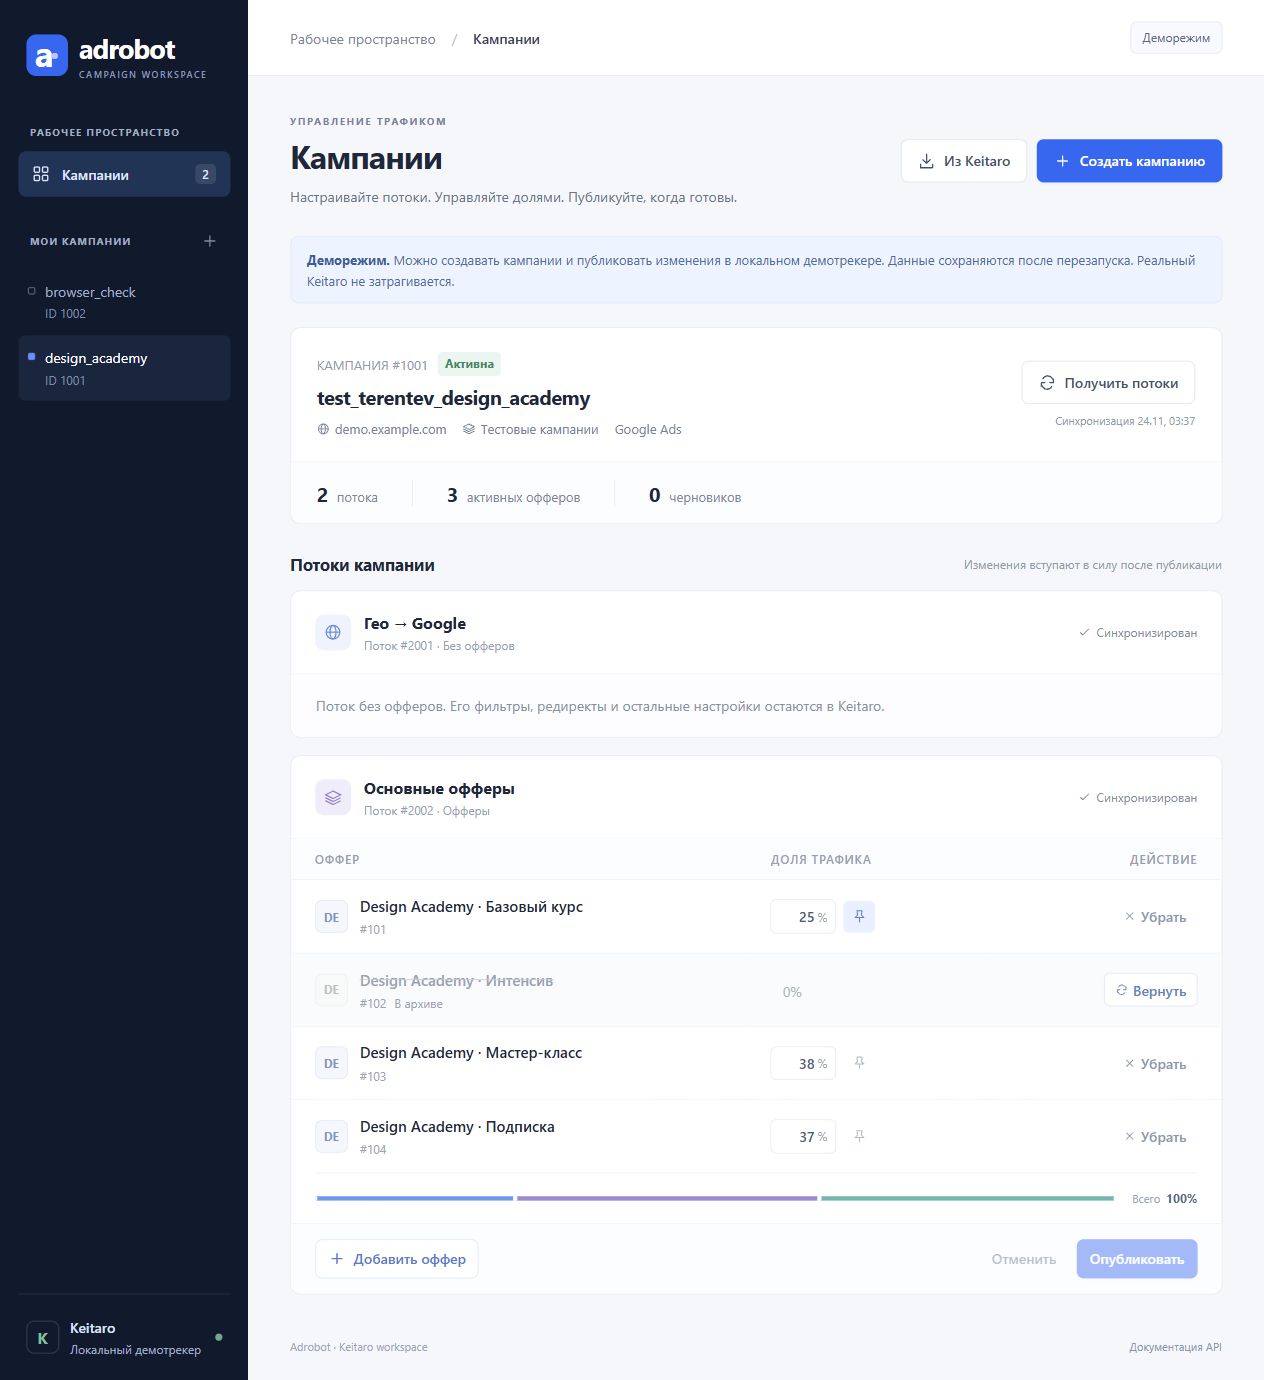 adrobot
CAMPAIGN WORKSPACE
РАБОЧЕЕ ПРОСТРАНСТВО
Кампании 2
МОИ КАМПАНИИ
browser_check
ID 1002
design_academy
ID 1001
K
Keitaro
Локальный демотрекер
Рабочее пространство / Кампании
Деморежим
УПРАВЛЕНИЕ ТРАФИКОМ
Кампании
Настраивайте потоки. Управляйте долями. Публикуйте, когда готовы.
Из Keitaro
Создать кампанию
Деморежим. Можно создавать кампании и публиковать изменения в локальном демотрекере. Данные сохраняются после перезапуска. Реальный
Keitaro не затрагивается.
КАМПАНИЯ #1001 Активна
test_terentev_design_academy
demo.example.com Тестовые кампании Google Ads
Получить потоки
Синхронизация 24.11, 03:37
2 потока 3 активных офферов 0 черновиков
Потоки кампании
Изменения вступают в силу после публикации
Гео → Google
Поток #2001 · Без офферов
Синхронизирован
Поток без офферов. Его фильтры, редиректы и остальные настройки остаются в Keitaro.
Основные офферы
Поток #2002 · Офферы
Синхронизирован
ОФФЕР ДОЛЯ ТРАФИКА ДЕЙСТВИЕ
DE Design Academy · Базовый курс
#101
25 %
Убрать
DE Design Academy · Интенсив
#102 В архиве
0%
Вернуть
DE Design Academy · Мастер-класс
#103
38 %
Убрать
DE Design Academy · Подписка
#104
37 %
Убрать
Всего 100%
Добавить оффер
Отменить
Опубликовать
Adrobot · Keitaro workspace
Документация API